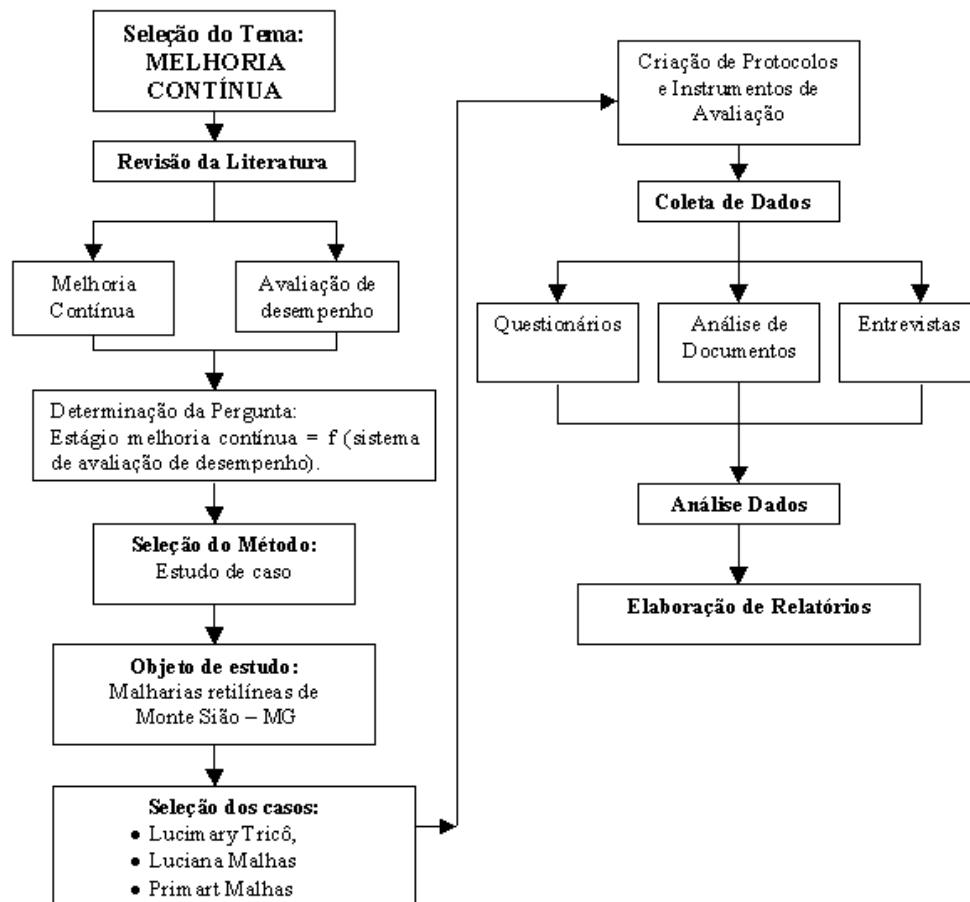 Seleção do Tema:
MELHORIA
CONTÍNUA
Revisão da Literatura
Melhoria
Contínua
Avaliação de
desempenho
Determinação da Pergunta:
Estágio melhoria contínua = f (sistema
de avaliação de desempenho).
Seleção do Método:
Estudo de caso
Objeto de estudo:
Malharias retilíneas de
Monte Sião – MG
Seleção dos casos:
• Lucimary Tricô,
• Luciana Malhas
• Primart Malhas
Criação de Protocolos
e Instrumentos de
Avaliação
Coleta de Dados
Questionários
Análise de
Documentos
Entrevistas
Análise Dados
Elaboração de Relatórios